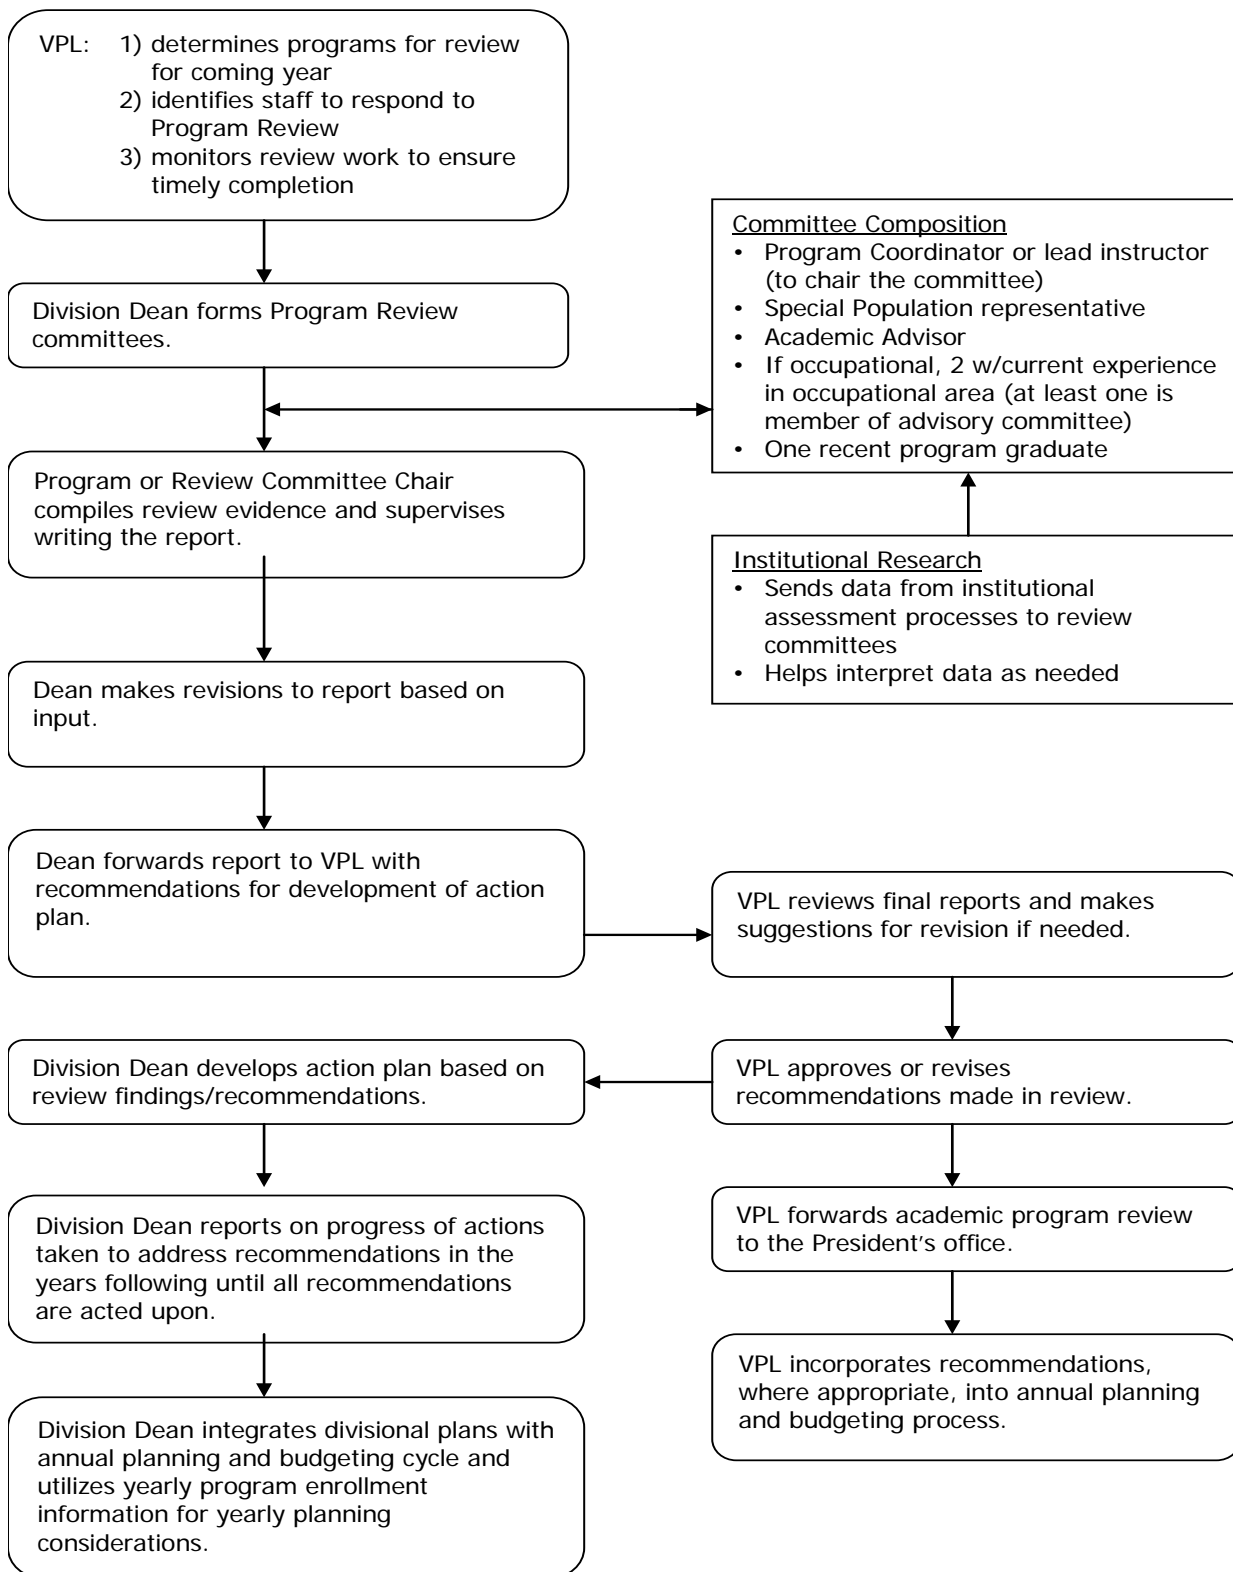 VPL: 1) determines programs for review
for coming year
2) identifies staff to respond to
Program Review
3) monitors review work to ensure
timely completion
Division Dean forms Program Review
committees.
Committee Composition
• Program Coordinator or lead instructor
(to chair the committee)
• Special Population representative
• Academic Advisor
• If occupational, 2 w/current experience
in occupational area (at least one is
member of advisory committee)
• One recent program graduate
Program or Review Committee Chair
compiles review evidence and supervises
writing the report.
Institutional Research
• Sends data from institutional
assessment processes to review
committees
• Helps interpret data as needed
Dean makes revisions to report based on
input.
Dean forwards report to VPL with
recommendations for development of action
plan.
VPL reviews final reports and makes
suggestions for revision if needed.
Division Dean develops action plan based on
review findings/recommendations.
VPL approves or revises
recommendations made in review.
Division Dean reports on progress of actions
taken to address recommendations in the
years following until all recommendations
are acted upon.
VPL forwards academic program review
to the President’s office.
VPL incorporates recommendations,
where appropriate, into annual planning
and budgeting process.
Division Dean integrates divisional plans with
annual planning and budgeting cycle and
utilizes yearly program enrollment
information for yearly planning
considerations.